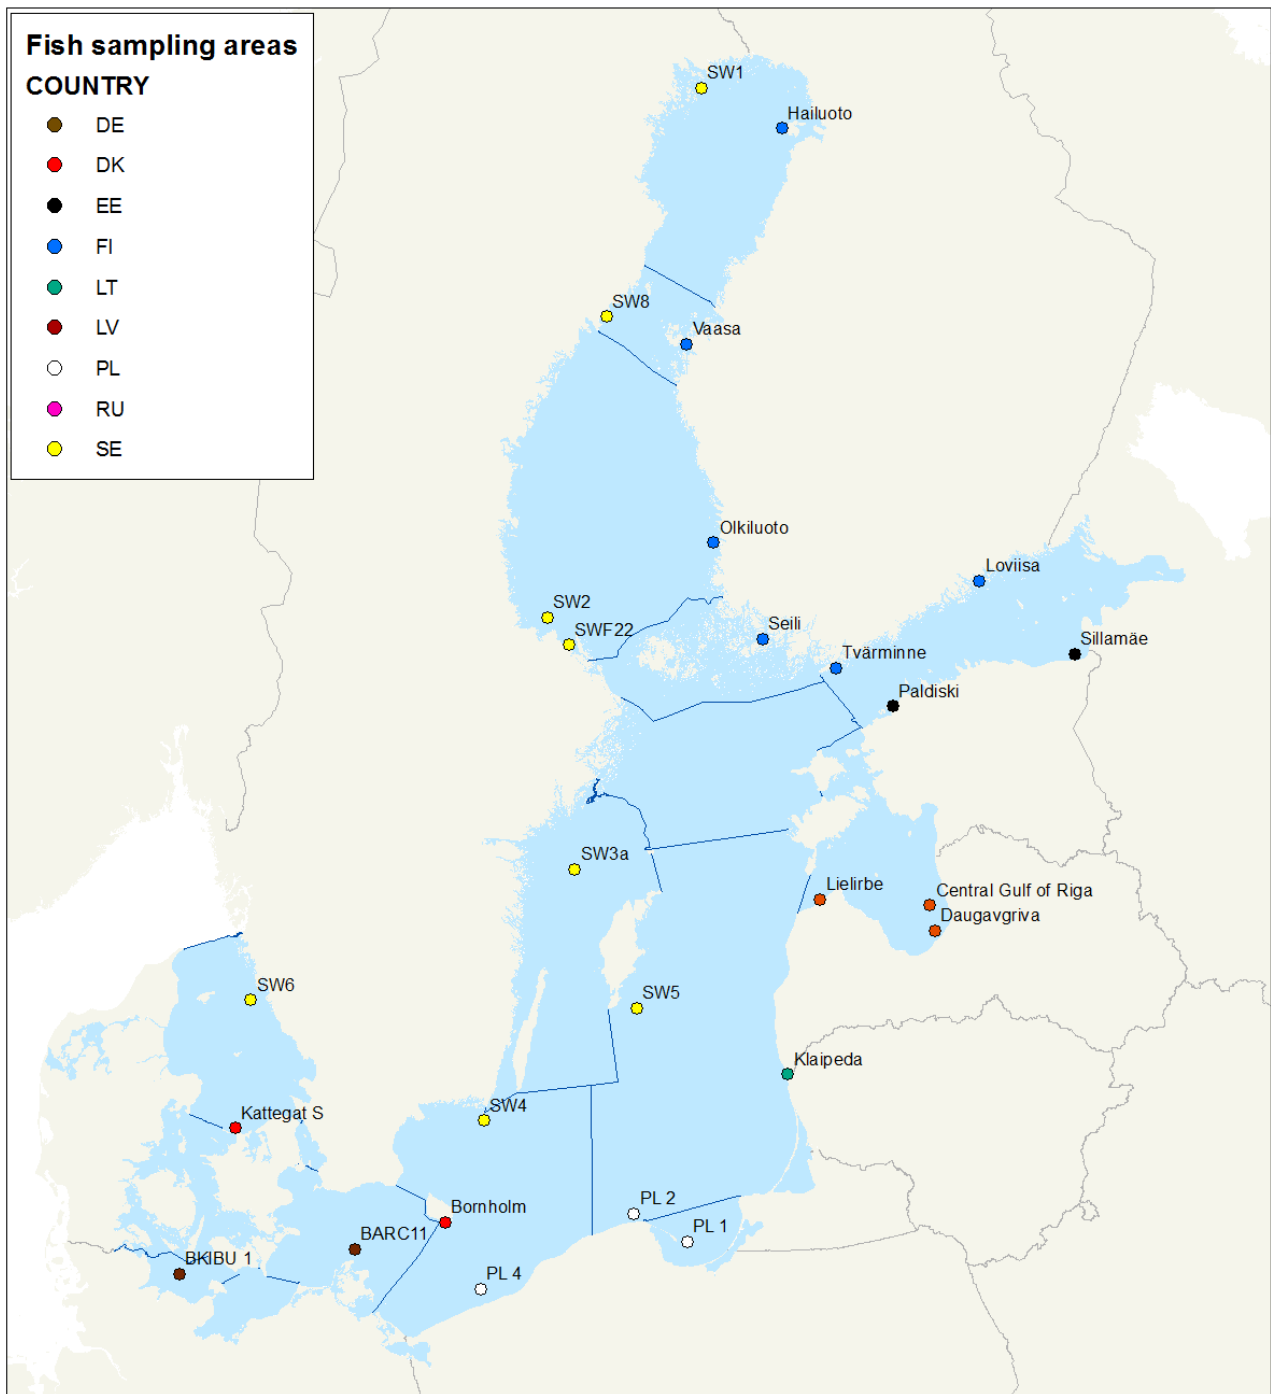 Fish sampling areas
COUNTRY
DE
DK
EE
FI
LT
LV
PL
RU
SE
SW1
Hailuoto
SW8
Vaasa
Olkiluoto
Loviisa
SW2
SWF22
Seili
Sillamäe
Tvärminne
Paldiski
SW3a
Lielirbe
Central Gulf of Riga
Daugavgriva
SW6
SW5
Klaipeda
Kattegat S
SW4
PL 2
Bornholm
PL 1
BARC11
BKIBU 1
PL 4